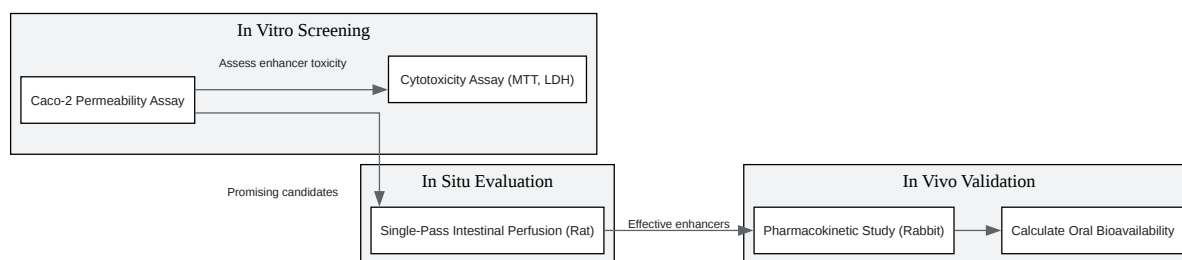 In Vitro Screening
Assess enhancer toxicity
Cytotoxicity Assay (MTT, LDH)
Caco-2 Permeability Assay
Promising candidates
In Situ Evaluation
Single-Pass Intestinal Perfusion (Rat)
Effective enhancers
In Vivo Validation
Pharmacokinetic Study (Rabbit)
Calculate Oral Bioavailability